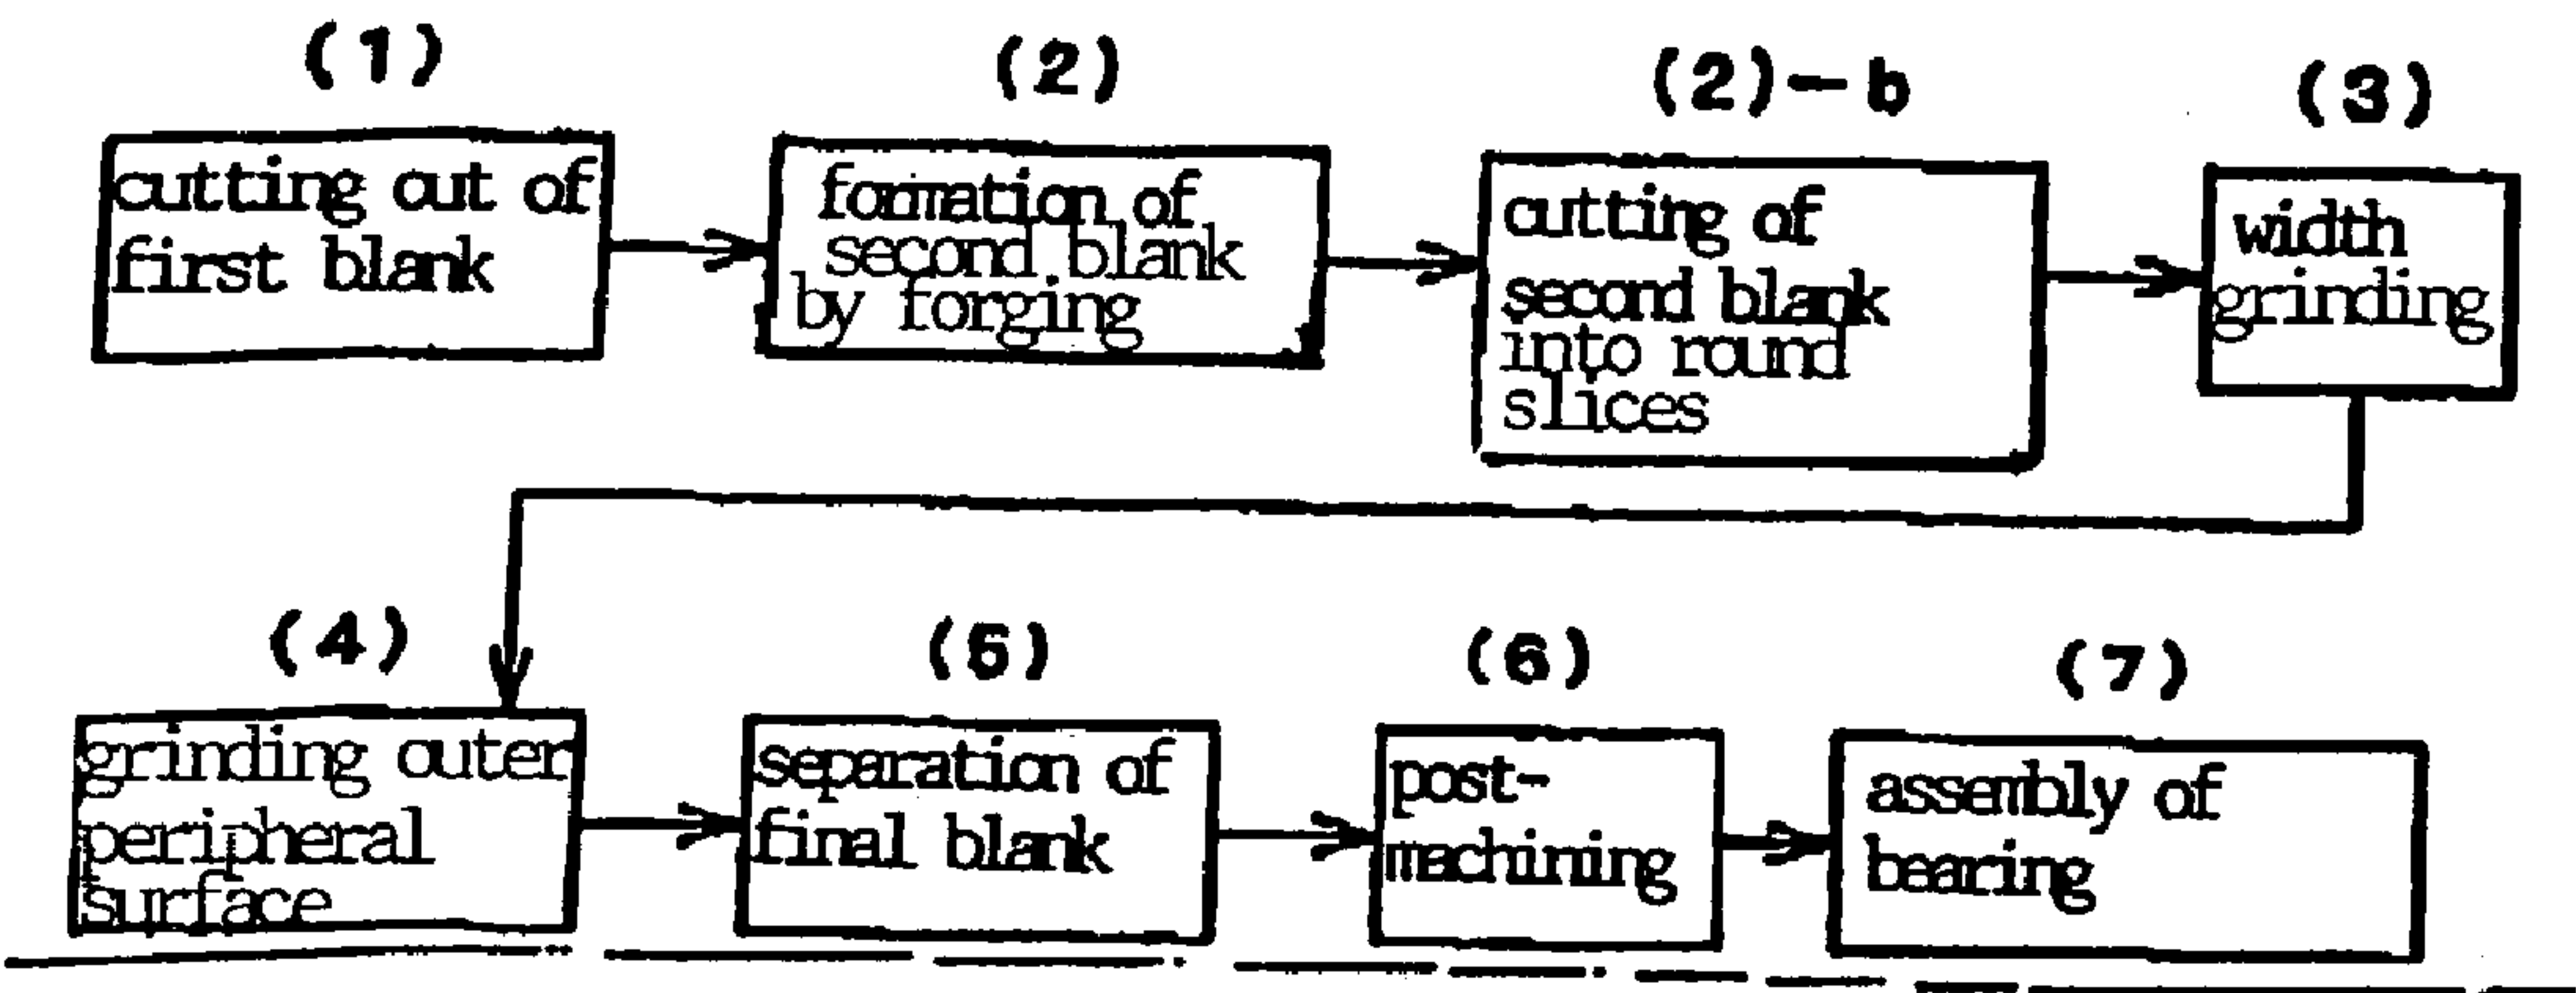 (1)
cutting out of
first blank
(2)
formation of
second blank
by forging
(2)-b
cutting of
second blank
into round
slices
(3)
width
grinding
(4)
grinding outer
peripheral
surface
(5)
separation of
final blank
(6)
post-
machining
(7)
assembly of
bearing